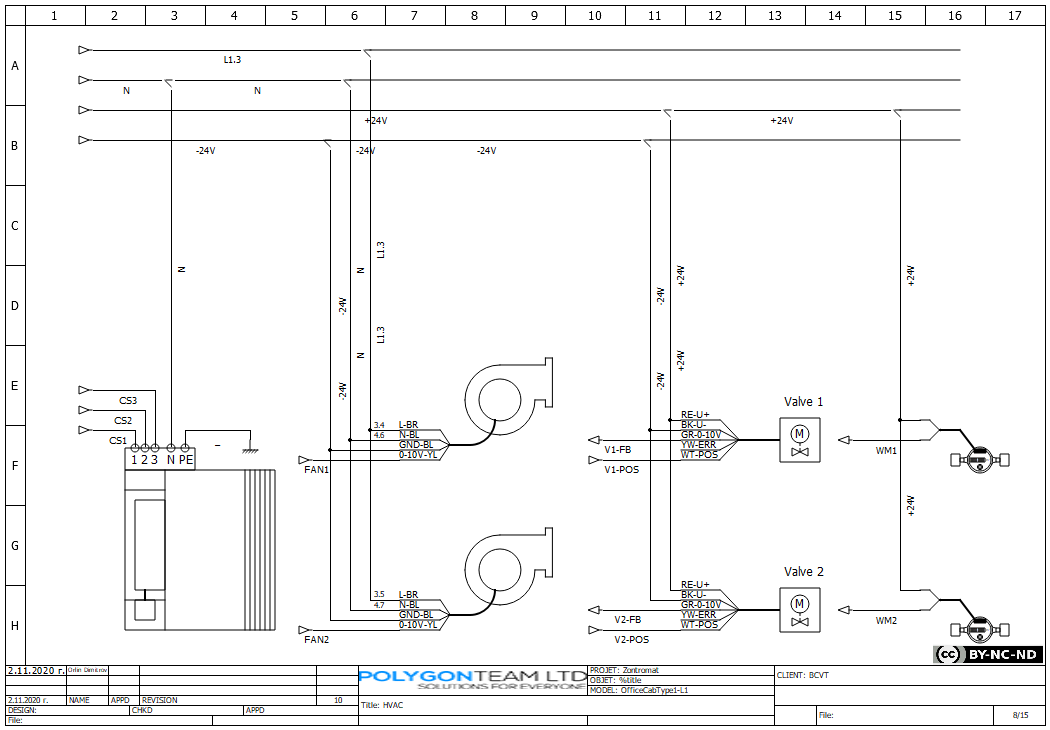 1 2 3 4 5 6 7 8 9 10 11 12 13 14 15 16 17
A
L1.3
N N
+24V +24V
B
-24V -24V -24V
C
L1.3
N
N
+24V
-24V
+24V
D
-24V
L1.3
N
+24V
-24V
-24V
E
CS3
CS2
CS1
1 2 3 N PE
–
F
3.4 L-BR
4.6 N-BL
GND-BL
0-10V-YL
FAN1
Valve 1
RE-U+
BK-U-
GR-0-10V
YW-ERR
WT-POS
V1-FB
V1-POS
M
WM1
+24V
G
H
3.5 L-BR
4.7 N-BL
GND-BL
0-10V-YL
FAN2
Valve 2
RE-U+
BK-U-
GR-0-10V
YW-ERR
WT-POS
V2-FB
V2-POS
M
WM2
cc BY-NC-ND
2.11.2020 г. Orlin Dimitrov
2.11.2020 г. NAME APPD REVISION 10
DESIGN: CHKD APPD
File:
POLYGONTEAM LTD
SOLUTIONS FOR EVERYONE
Title: HVAC
PROJET: Zontromat
OBJET: %title
MODEL: OfficeCabType1-L1
CLIENT: BCVT
File: 8/15